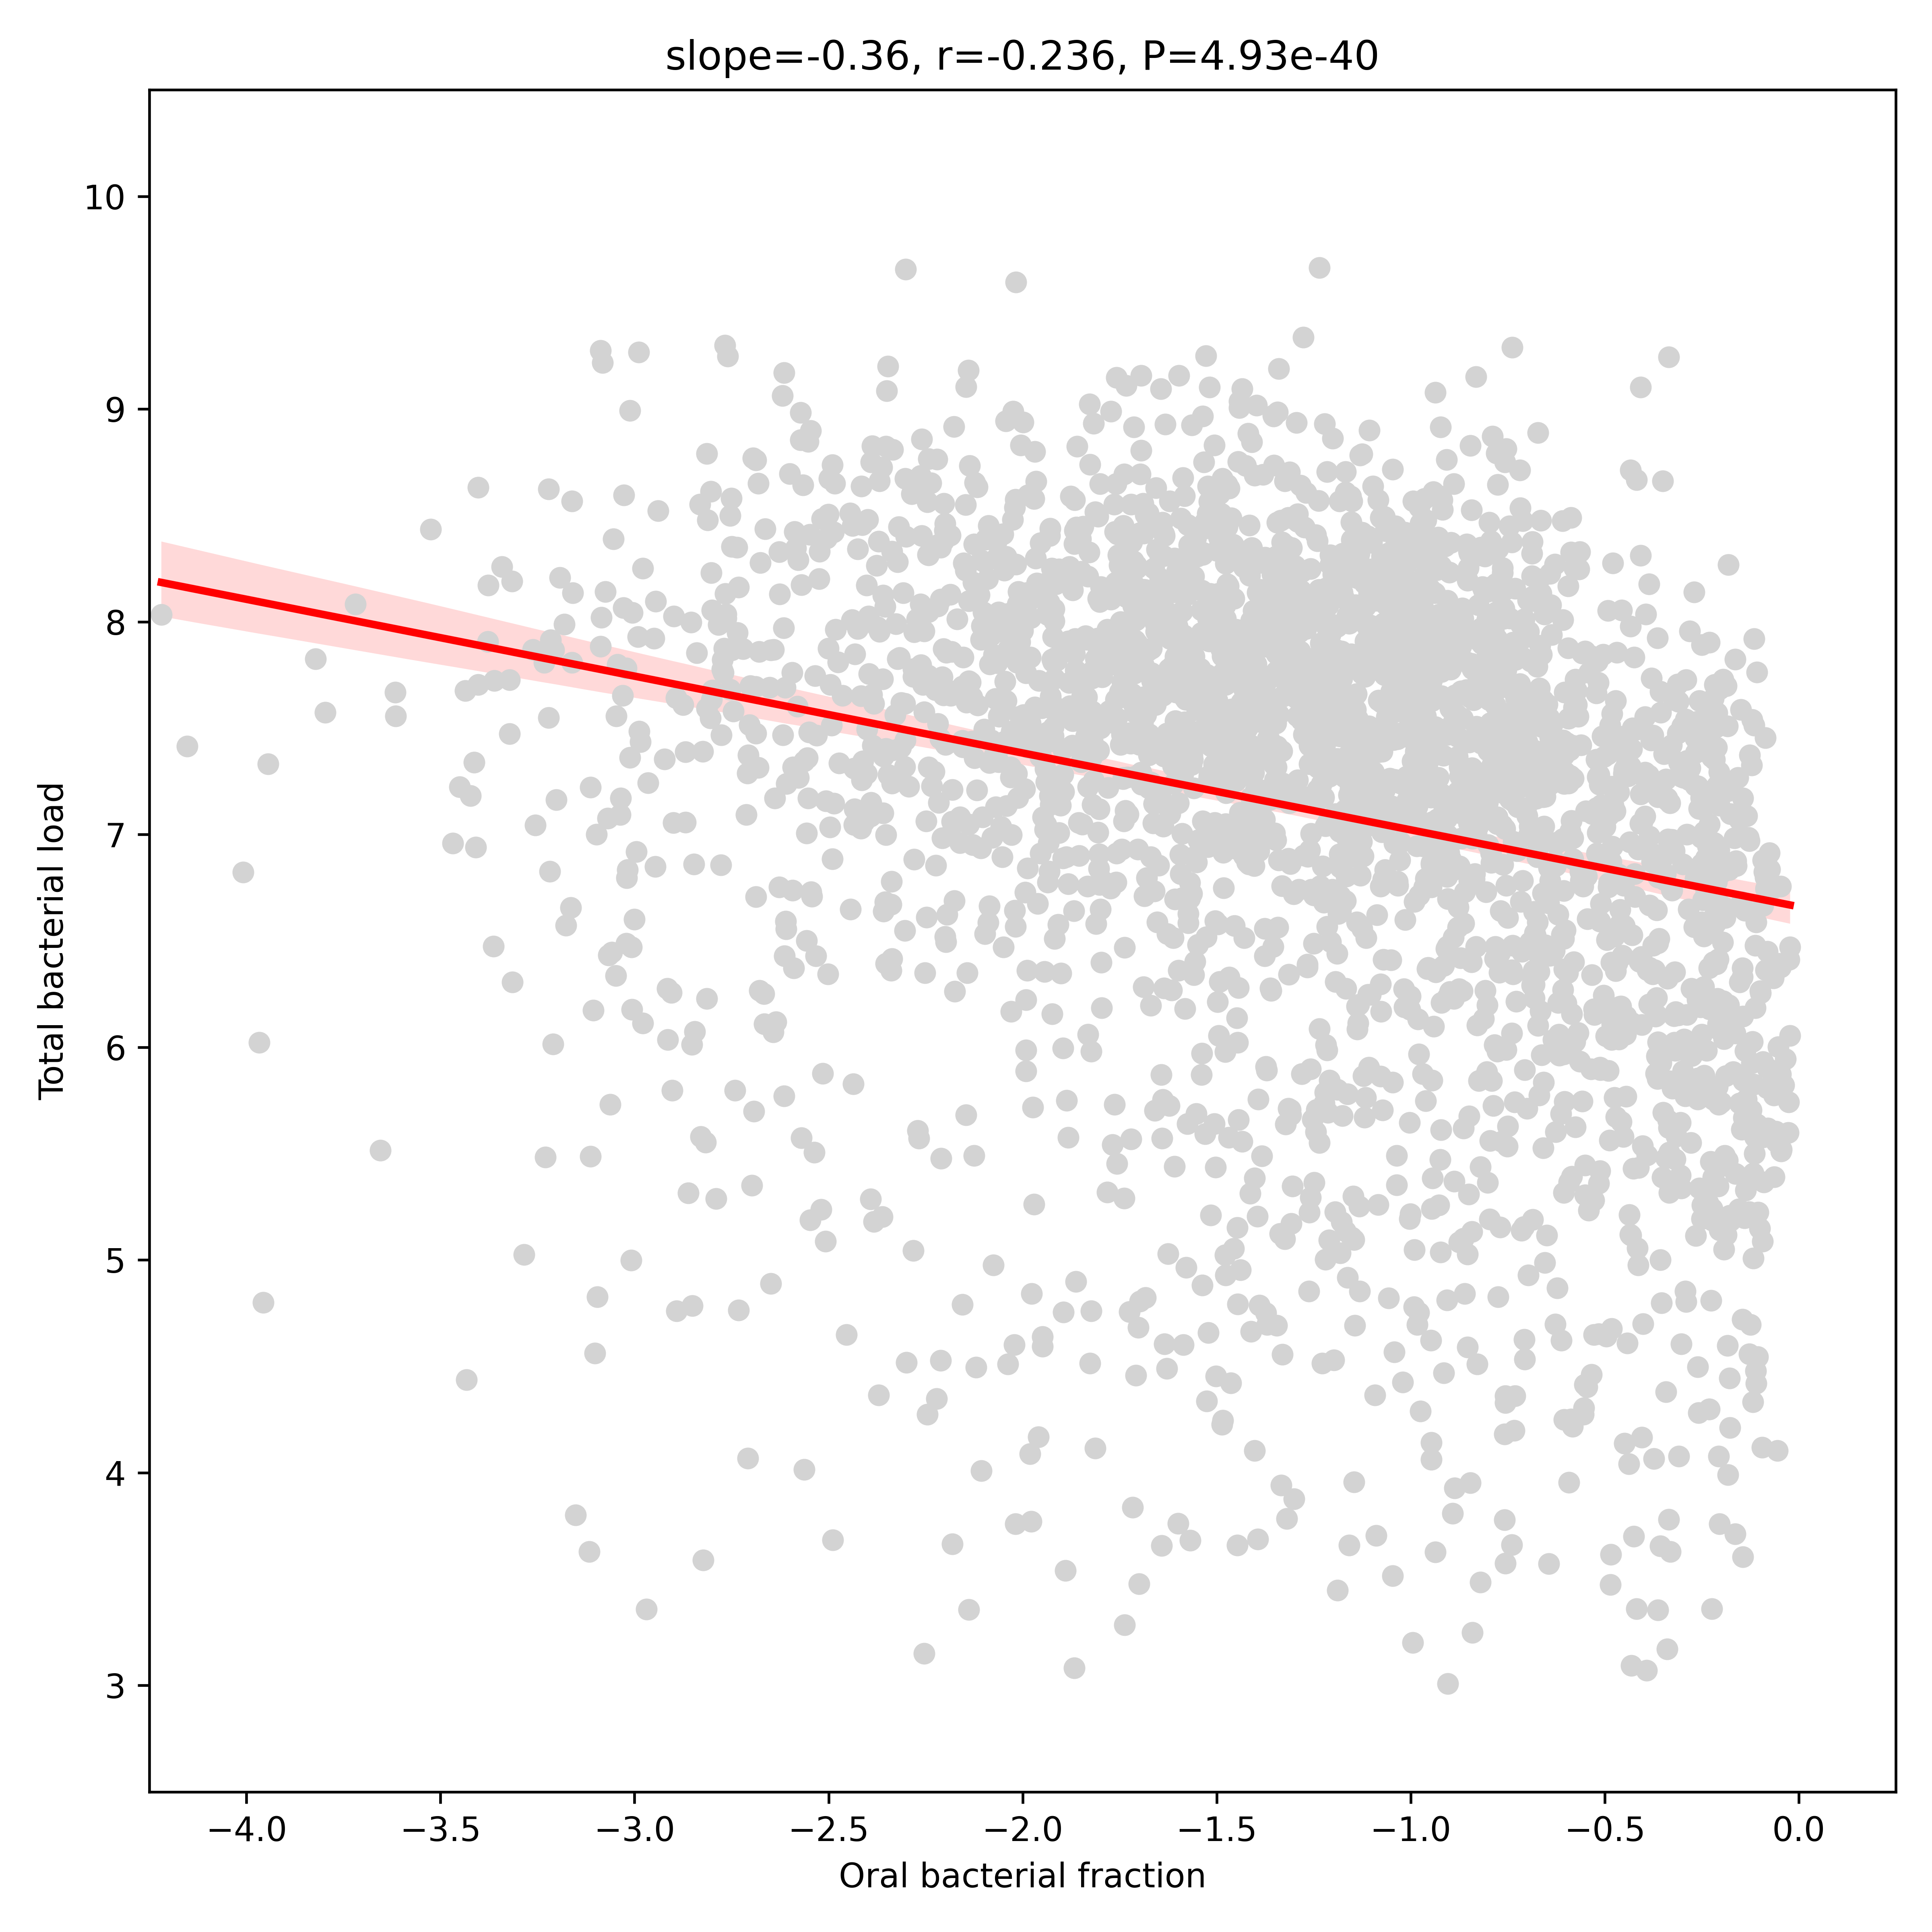 slope=-0.36, r=-0.236, P=4.93e-40
10
9
8
7
6
5
4
3
Total bacterial load
−4.0 −3.5 −3.0 −2.5 −2.0 −1.5 −1.0 −0.5 0.0
Oral bacterial fraction